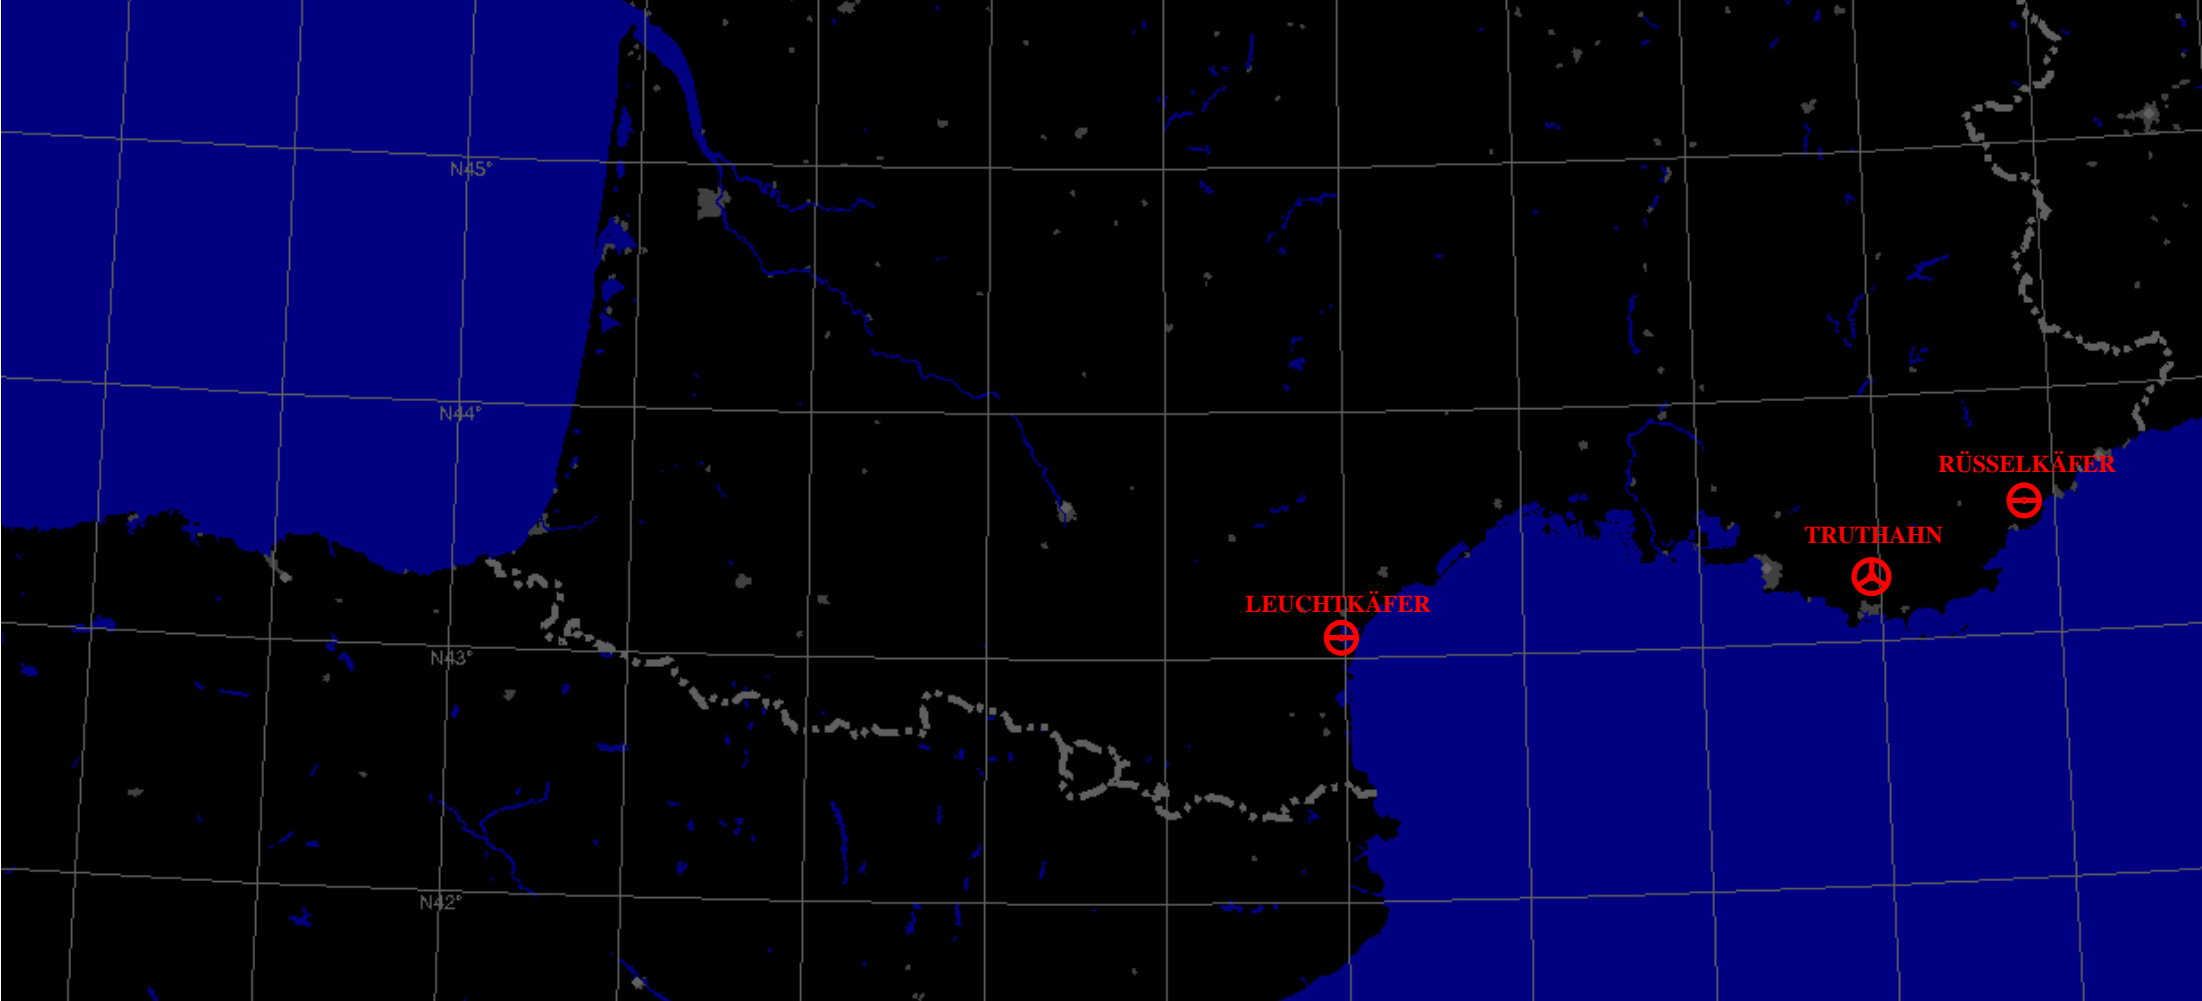 N45°
N44°
RÜSSELKÄFER
TRUTHAHN
LEUCHTKÄFER
N43°
N42°